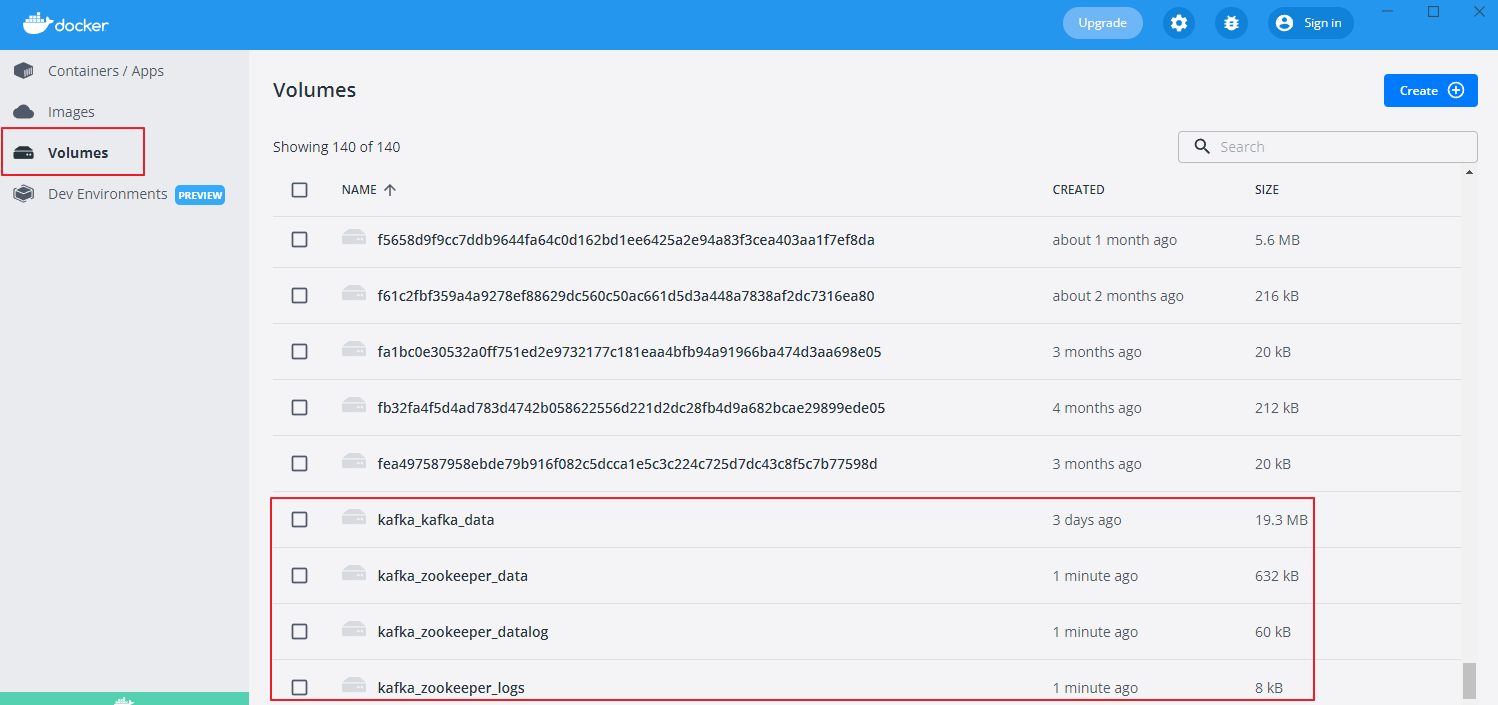 docker
Upgrade
Sign in
Containers / Apps
Images
Volumes
Dev Environments PREVIEW
Volumes
Create
Showing 140 of 140
Search
NAME CREATED SIZE
f5658d9f9cc7ddb9644fa64c0d162bd1ee6425a2e94a83f3cea403aa1f7ef8da about 1 month ago 5.6 MB
f61c2fbf359a4a9278ef88629dc560c50ac661d5d3a448a7838af2dc7316ea80 about 2 months ago 216 kB
fa1bc0e30532a0ff751ed2e9732177c181eaa4bfb94a91966ba474d3aa698e05 3 months ago 20 kB
fb32fa4f5d4ad783d4742b058622556d221d2dc28fb4d9a682bcae29899ede05 4 months ago 212 kB
fea497587958ebde79b916f082c5dcca1e5c3c224c725d7dc43c8f5c7b77598d 3 months ago 20 kB
kafka_kafka_data 3 days ago 19.3 MB
kafka_zookeeper_data 1 minute ago 632 kB
kafka_zookeeper_datalog 1 minute ago 60 kB
kafka_zookeeper_logs 1 minute ago 8 kB